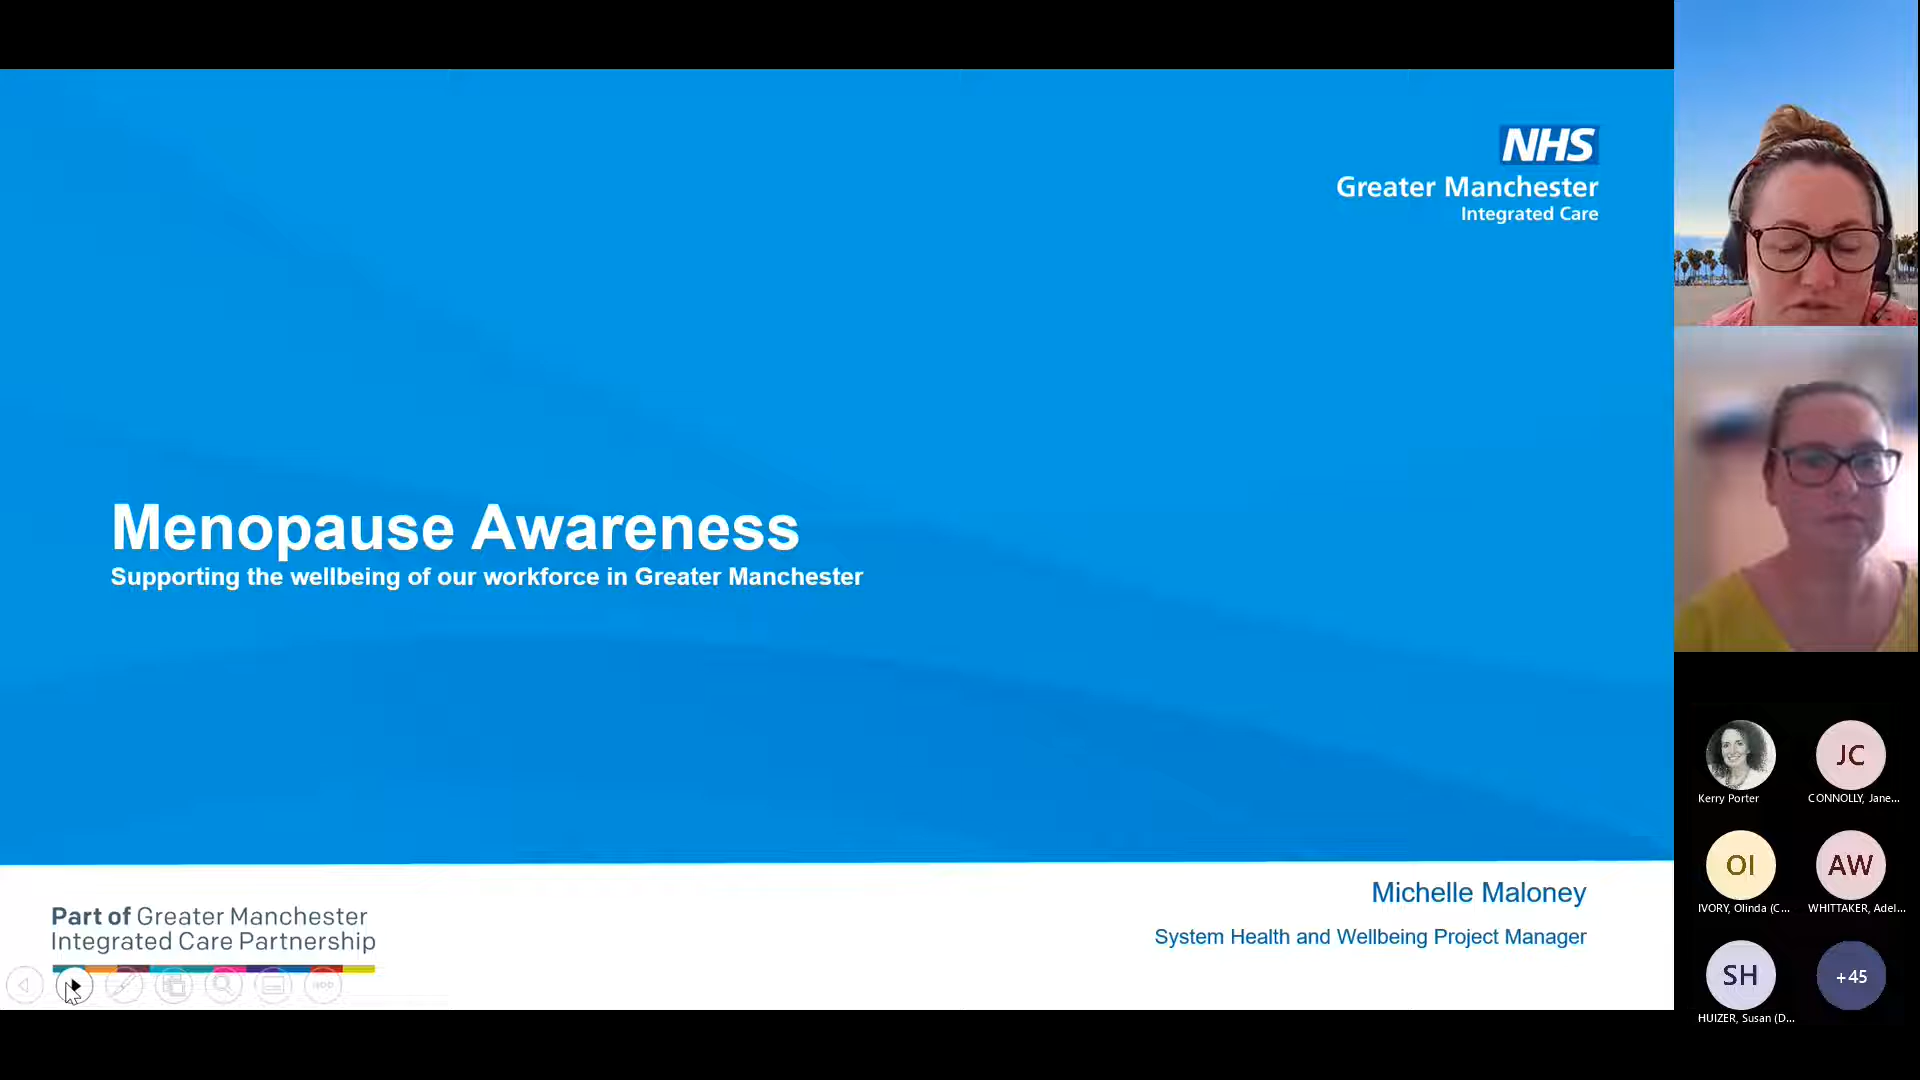 NHS
Greater Manchester
Integrated Care
Menopause Awareness
Supporting the wellbeing of our workforce in Greater Manchester
Michelle Maloney
System Health and Wellbeing Project Manager
Part of Greater Manchester
Integrated Care Partnership
Kerry Porter
JC
CONNOLLY, Jane...
OI
IVORY, Olinda (C...
AW
WHITTAKER, Adel...
SH
HUIZER, Susan (D...
+45